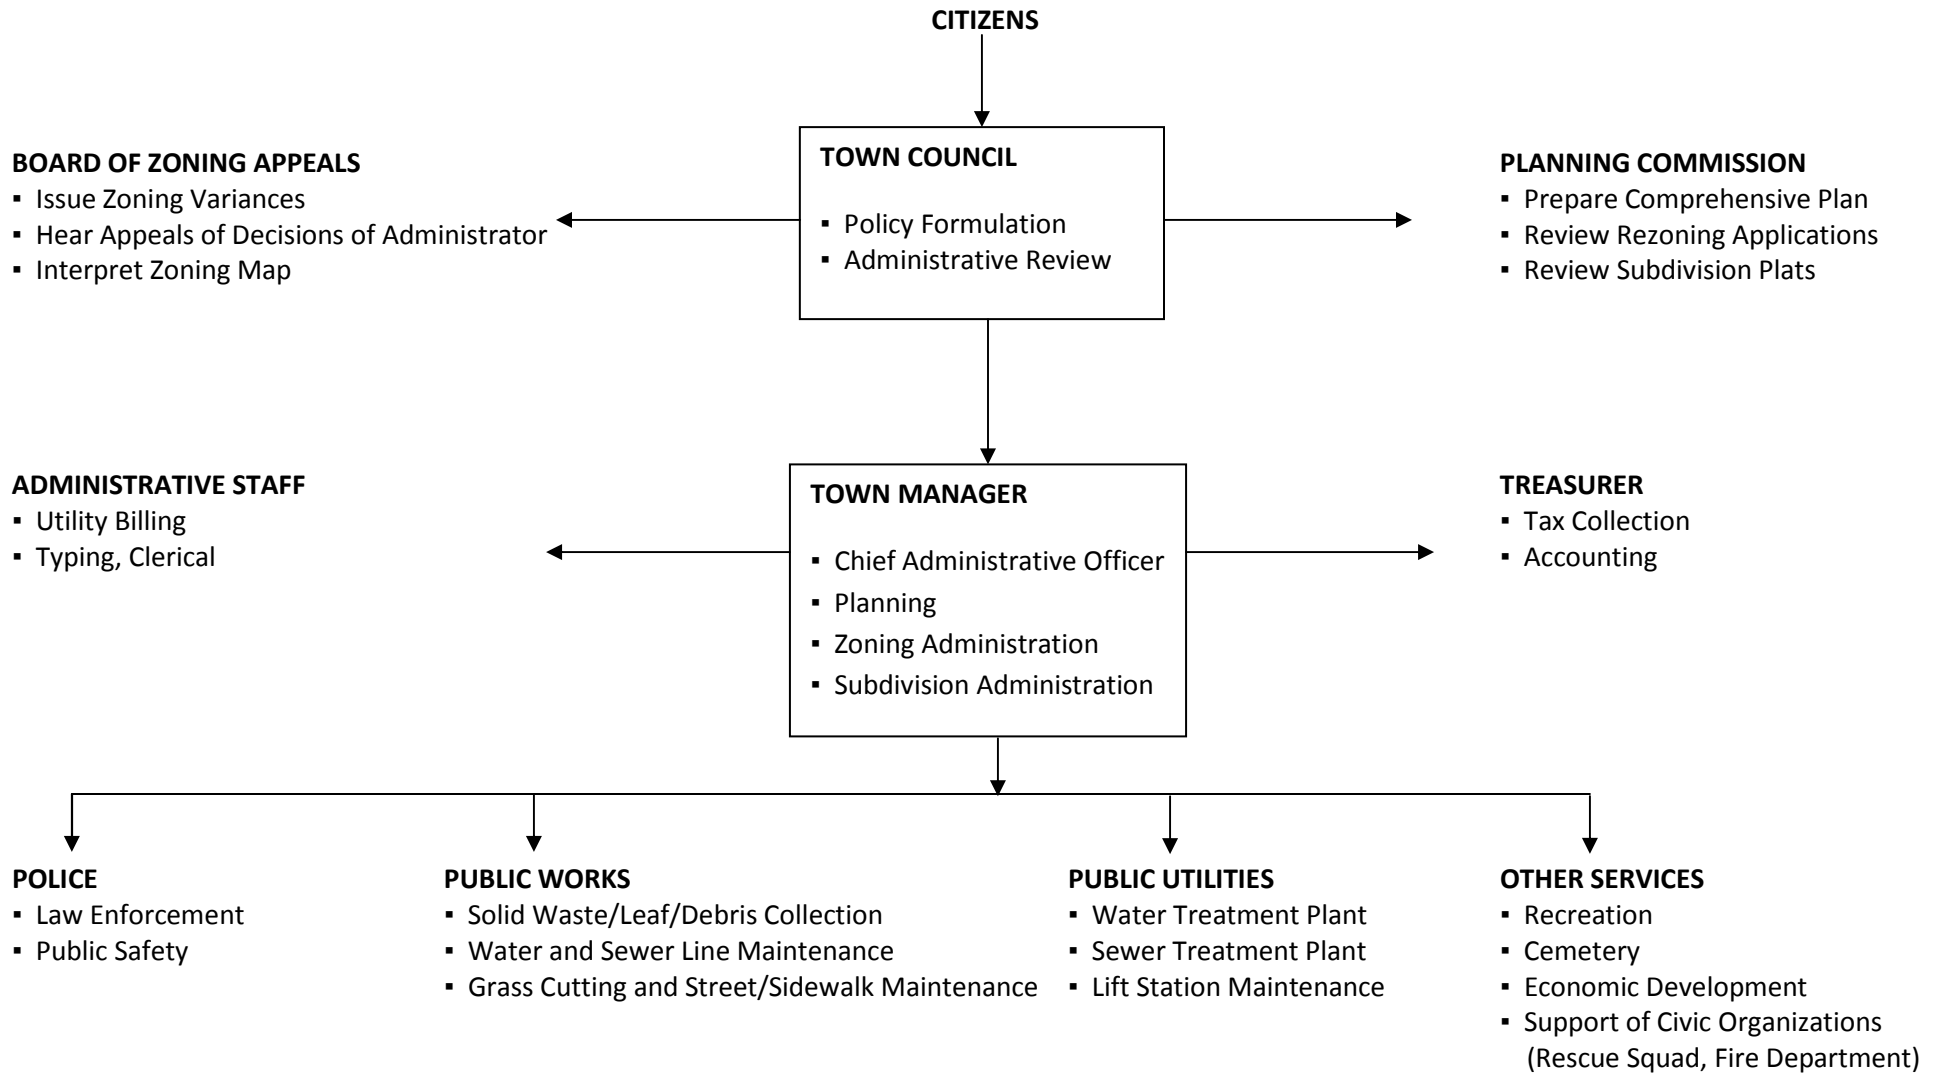 CITIZENS
BOARD OF ZONING APPEALS
▪ Issue Zoning Variances
▪ Hear Appeals of Decisions of Administrator
▪ Interpret Zoning Map
TOWN COUNCIL
▪ Policy Formulation
▪ Administrative Review
PLANNING COMMISSION
▪ Prepare Comprehensive Plan
▪ Review Rezoning Applications
▪ Review Subdivision Plats
ADMINISTRATIVE STAFF
▪ Utility Billing
▪ Typing, Clerical
TOWN MANAGER
▪ Chief Administrative Officer
▪ Planning
▪ Zoning Administration
▪ Subdivision Administration
TREASURER
▪ Tax Collection
▪ Accounting
POLICE
▪ Law Enforcement
▪ Public Safety
PUBLIC WORKS
▪ Solid Waste/Leaf/Debris Collection
▪ Water and Sewer Line Maintenance
▪ Grass Cutting and Street/Sidewalk Maintenance
PUBLIC UTILITIES
▪ Water Treatment Plant
▪ Sewer Treatment Plant
▪ Lift Station Maintenance
OTHER SERVICES
▪ Recreation
▪ Cemetery
▪ Economic Development
▪ Support of Civic Organizations
(Rescue Squad, Fire Department)